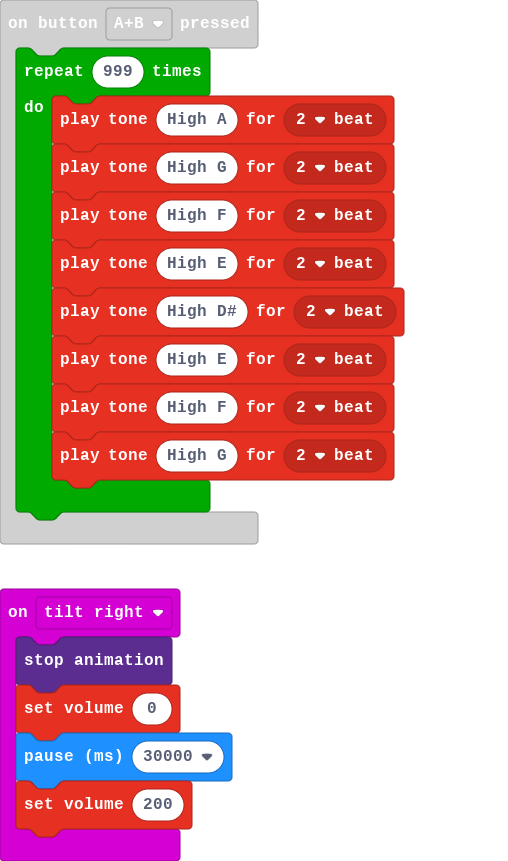 on button A+B pressed
repeat 999 times
do
play tone High A for 2 beat
play tone High G for 2 beat
play tone High F for 2 beat
play tone High E for 2 beat
play tone High D# for 2 beat
play tone High E for 2 beat
play tone High F for 2 beat
play tone High G for 2 beat
on tilt right
stop animation
set volume 0
pause (ms) 30000
set volume 200